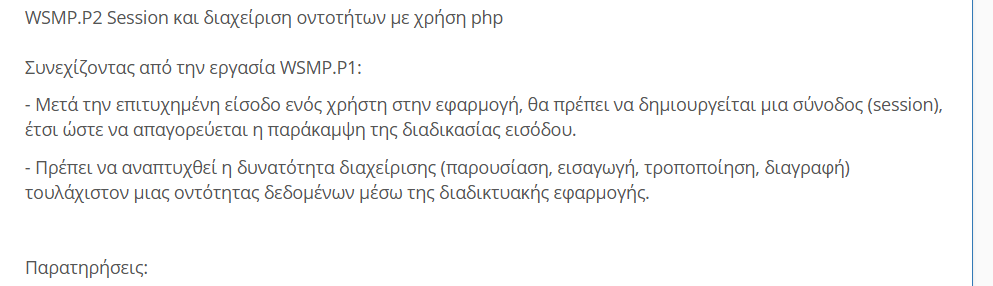 WSMP.P2 Session και διαχείριση οντοτήτων με χρήση php
Συνεχίζοντας από την εργασία WSMP.P1:
- Μετά την επιτυχημένη είσοδο ενός χρήστη στην εφαρμογή, θα πρέπει να δημιουργείται μια σύνοδος (session),
έτσι ώστε να απαγορεύεται η παράκαμψη της διαδικασίας εισόδου.
- Πρέπει να αναπτυχθεί η δυνατότητα διαχείρισης (παρουσίαση, εισαγωγή, τροποποίηση, διαγραφή)
τουλάχιστον μιας οντότητας δεδομένων μέσω της διαδικτυακής εφαρμογής.
Παρατηρήσεις: